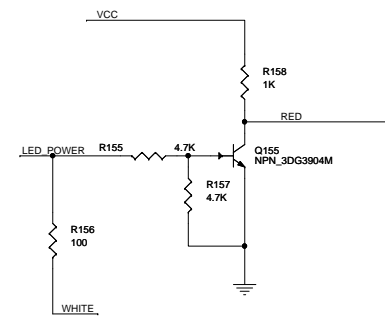 VCC
R158
1K
RED
LED_POWER
R155
4.7K
Q155
NPN_3DG3904M
R157
4.7K
R156
100
WHITE